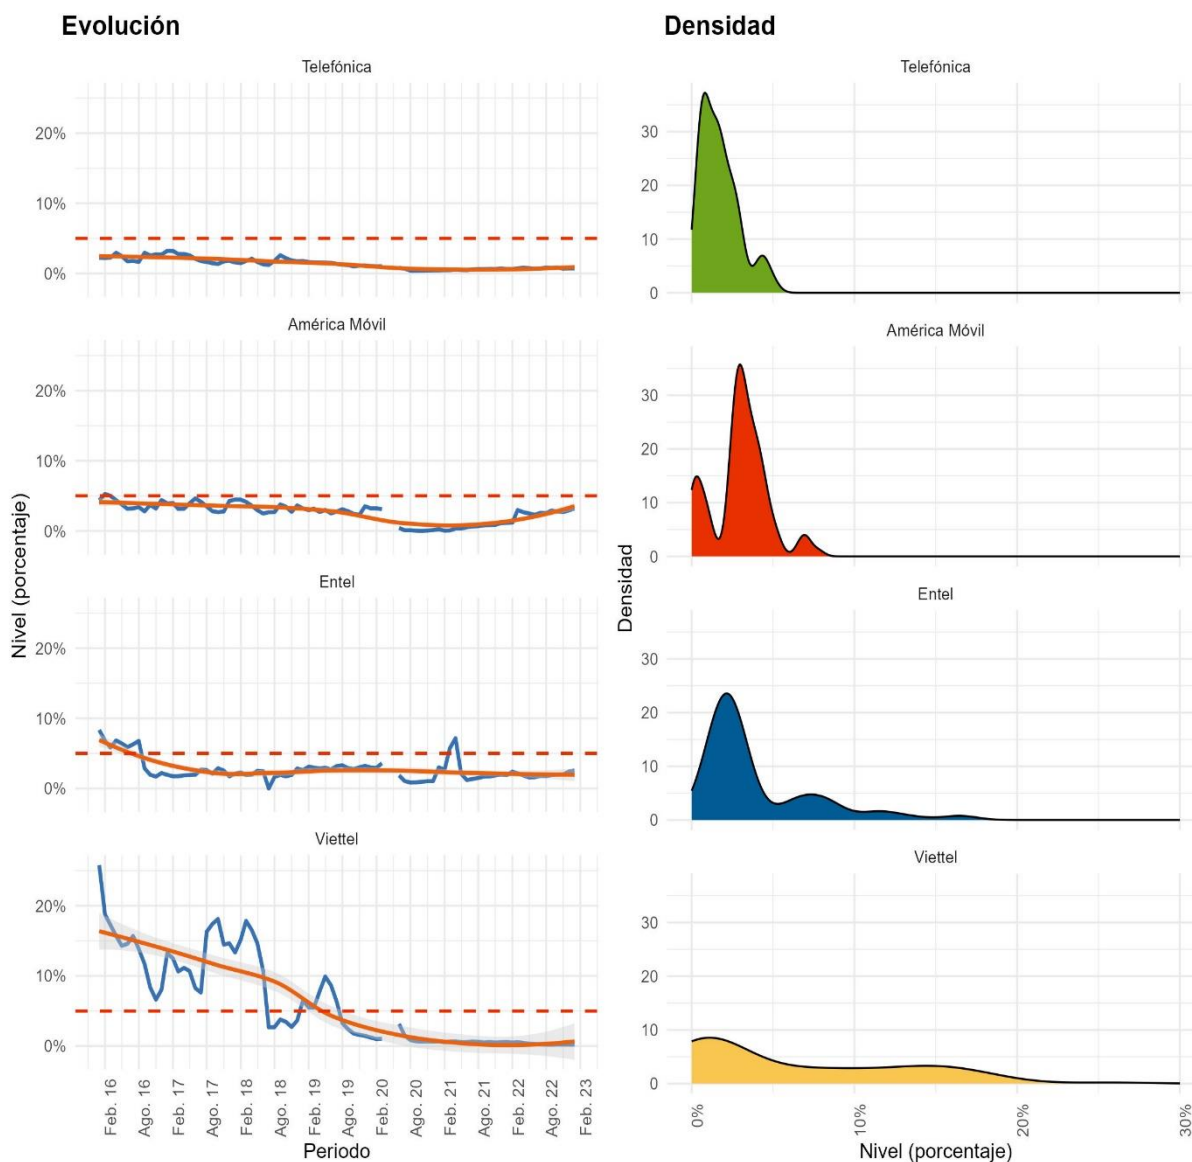 Evolución
Telefónica
20%
10%
0%
América Móvil
20%
10%
0%
Entel
20%
10%
0%
Viettel
20%
10%
0%
Nivel (porcentaje)
Feb. 16
Ago. 16
Feb. 17
Ago. 17
Feb. 18
Ago. 18
Feb. 19
Ago. 19
Feb. 20
Ago. 20
Feb. 21
Ago. 21
Feb. 22
Ago. 22
Feb. 23
Periodo
Densidad
Telefónica
30
20
10
0
América Móvil
30
20
10
0
Entel
30
20
10
0
Viettel
30
20
10
0
Densidad
0%
10%
20%
30%
Nivel (porcentaje)